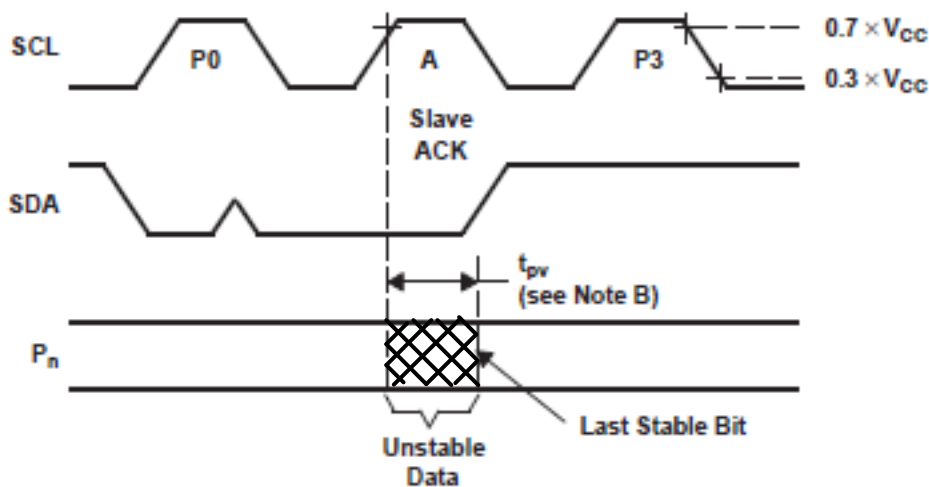 SCL
P0
A
P3
0.7 × VCC
0.3 × VCC
Slave
ACK
SDA
tpv
(see Note B)
Pn
Last Stable Bit
Unstable
Data